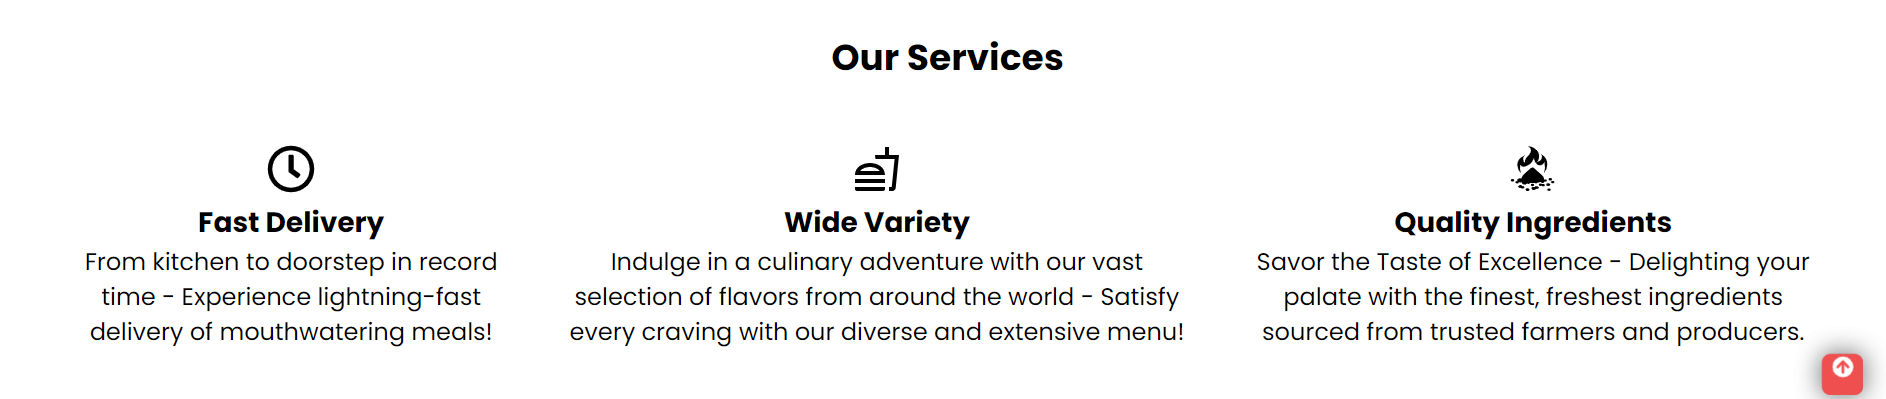 Our Services
Fast Delivery
From kitchen to doorstep in record
time - Experience lightning-fast
delivery of mouthwatering meals!
Wide Variety
Indulge in a culinary adventure with our vast
selection of flavors from around the world - Satisfy
every craving with our diverse and extensive menu!
Quality Ingredients
Savor the Taste of Excellence - Delighting your
palate with the finest, freshest ingredients
sourced from trusted farmers and producers.